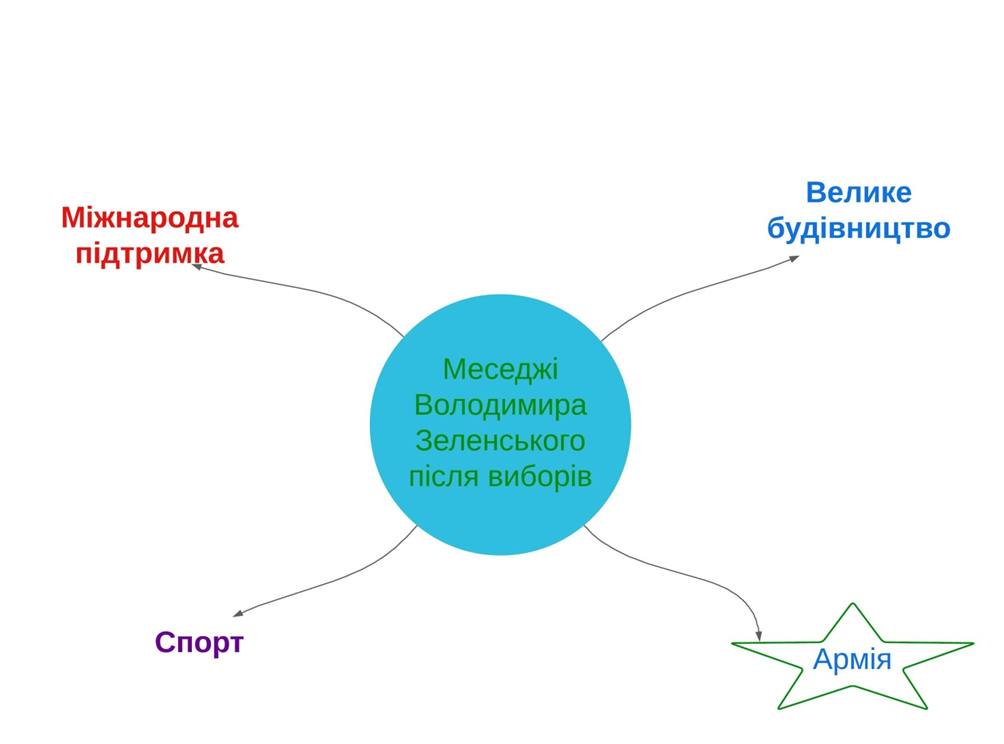 Міжнародна
підтримка
Велике
будівництво
Меседжі
Володимира
Зеленського
після виборів
Спорт
Армія